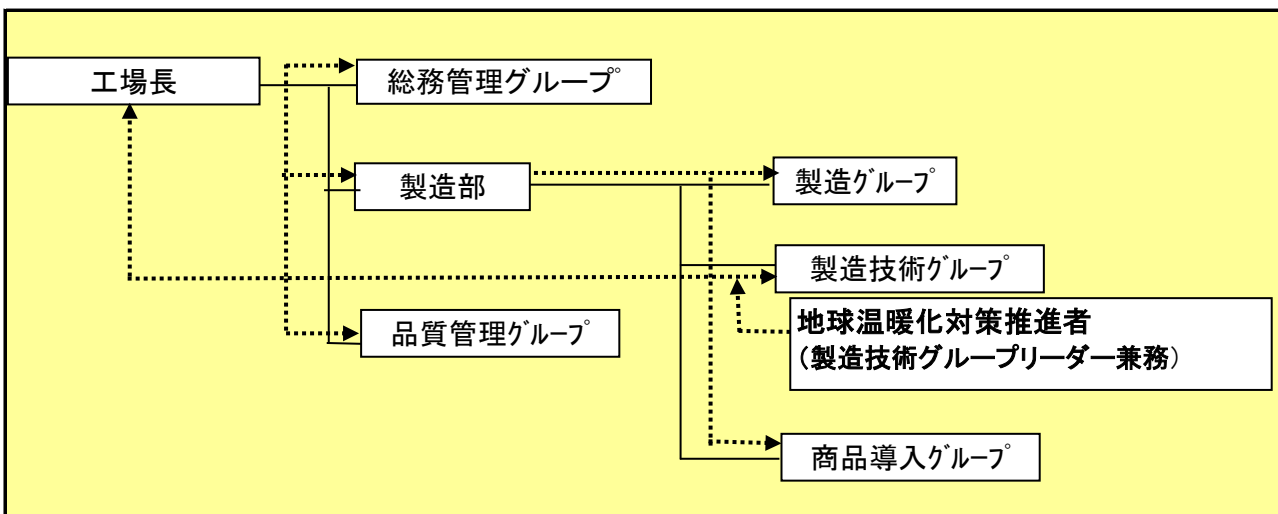 工場長
総務管理グループ
製造部
製造グループ
製造技術グループ
地球温暖化対策推進者
(製造技術グループリーダー兼務)
品質管理グループ
商品導入グループ